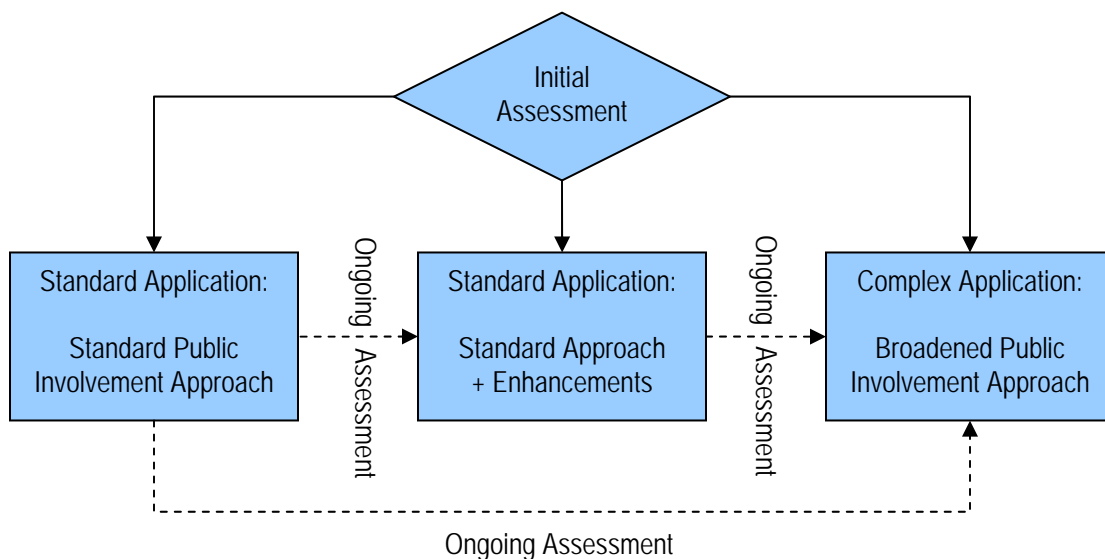 Initial
Assessment
Standard Application:
Standard Public
Involvement Approach
Ongoing
Assessment
Standard Application:
Standard Approach
+ Enhancements
Ongoing
Assessment
Complex Application:
Broadened Public
Involvement Approach
Ongoing Assessment